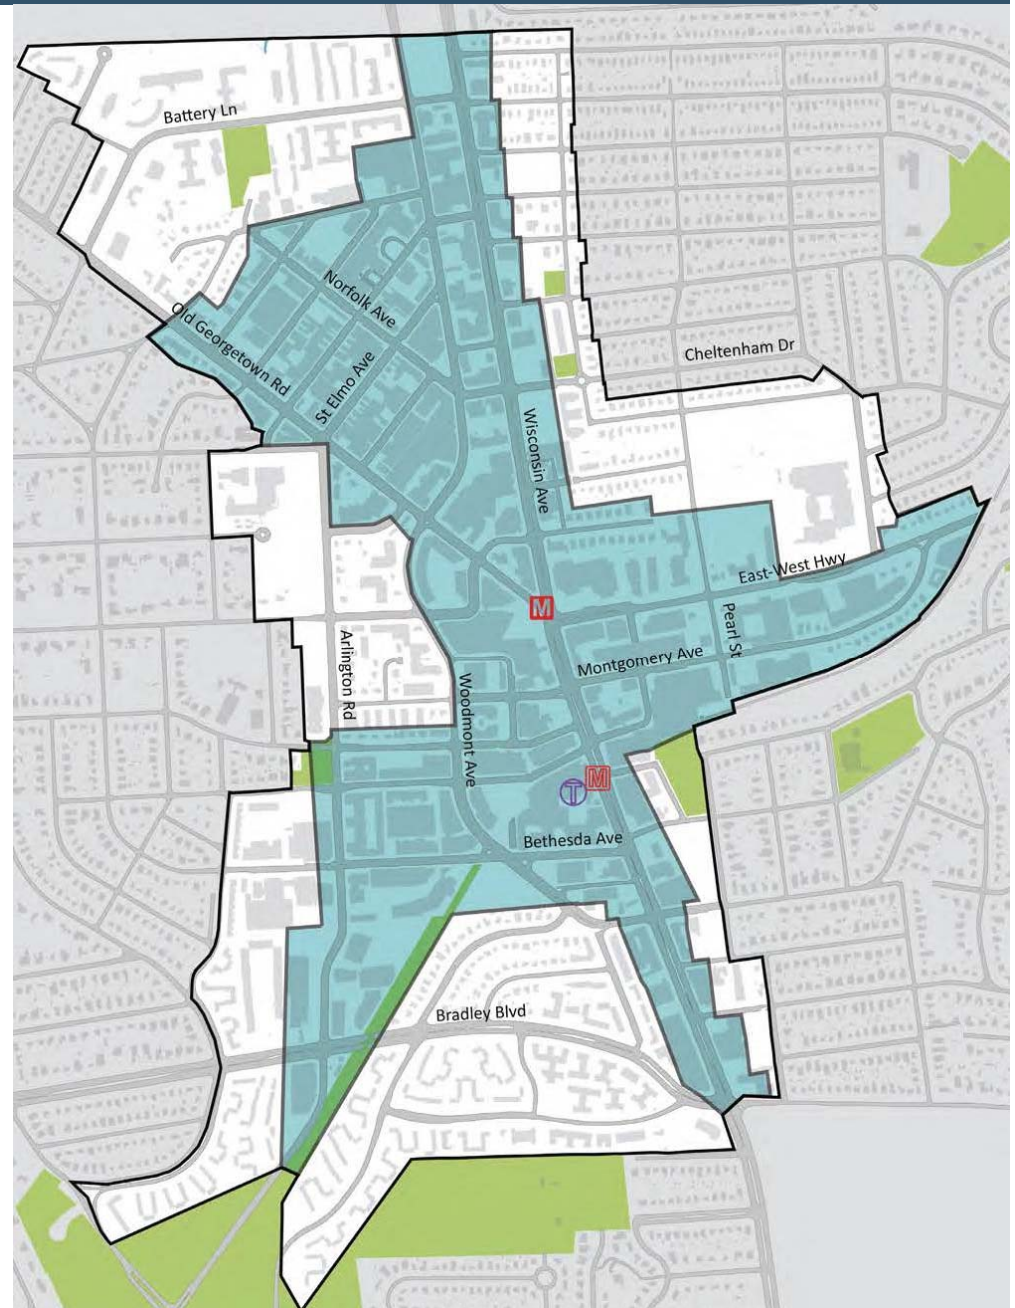 Battery Ln
Norfolk Ave
Old Georgetown Rd
St Elmo Ave
Cheltenham Dr
Wisconsin Ave
East-West Hwy
M
Pearl St
Montgomery Ave
Arlington Rd
Woodmont Ave
M
T
Bethesda Ave
Bradley Blvd